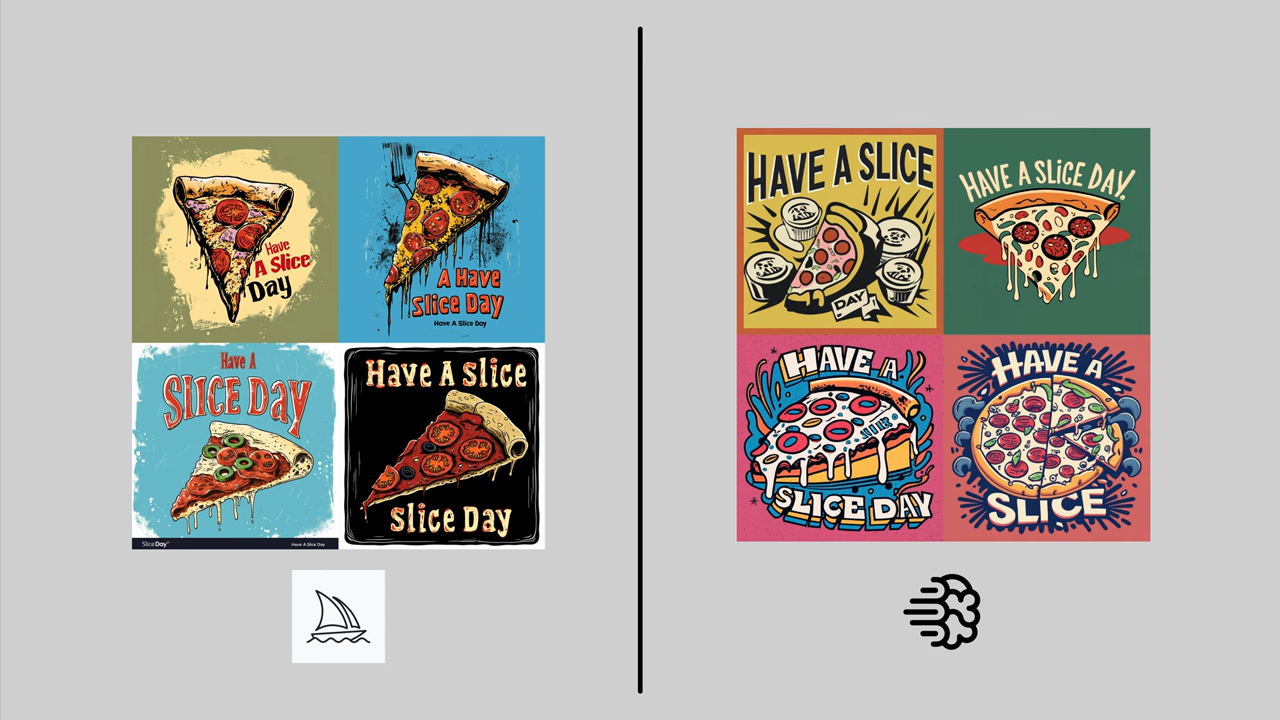 Have
A Slice
Day
A Have
Slice Day
Have A Slice Day
Have A
SlICE Day
SliceDay
Have A Slice Day
Have A Slice
slice Day
HAVE A SLICE
DAY
HAVE A SLiCE DAY.
HAVE A
SLICE DAY
HAVE A
SLICE